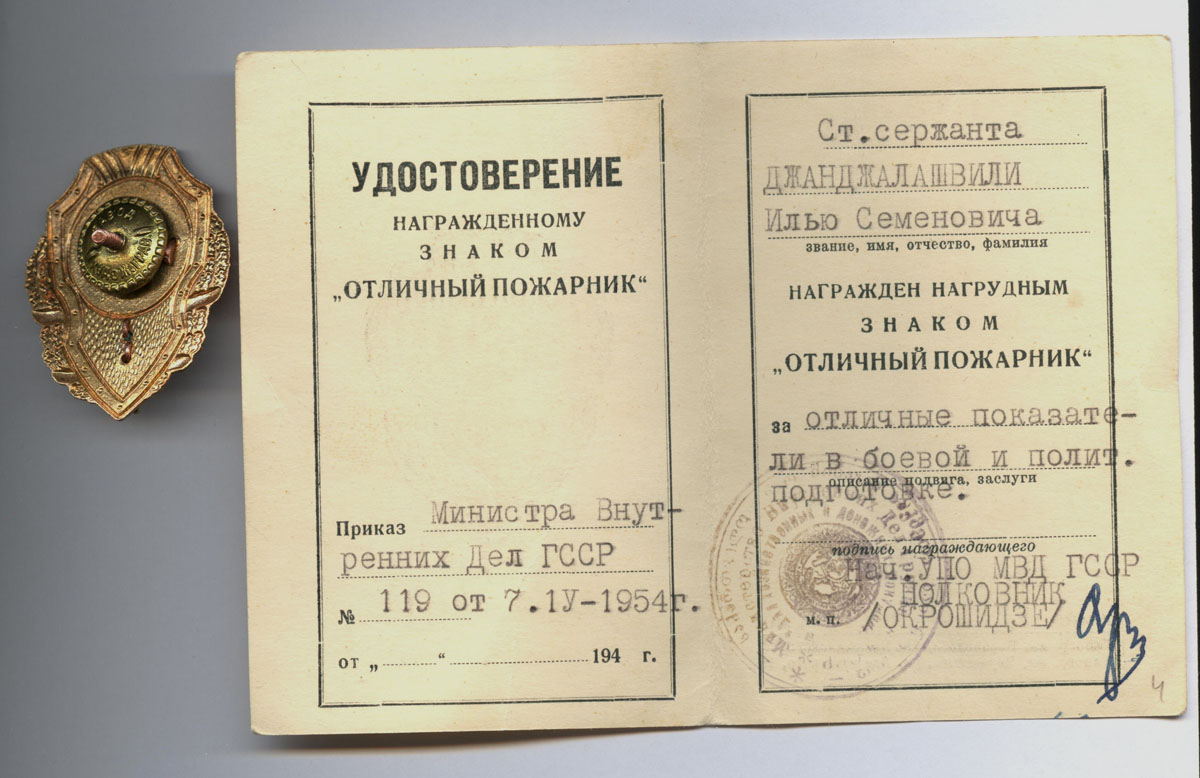 УДОСТОВЕРЕНИЕ
НАГРАЖДЕННОМУ
ЗНАКОМ
„ОТЛИЧНЫЙ ПОЖАРНИК“
Приказ Министра Внут-
ренних Дел ГССР
№ 119 от 7.1У-1954г.
от „ “ 194 г.
Ст.сержанта
ДЖАНДЖАЛАШВИЛИ
Илью Семеновича
звание, имя, отчество, фамилия
НАГРАЖДЕН НАГРУДНЫМ
ЗНАКОМ
„ОТЛИЧНЫЙ ПОЖАРНИК“
за отличные показате-
ли в боевой и полит.
описание подвига, заслуги
подготовке.
подпись награждающего
Нач.УПО МВД ГССР
ПОЛКОВНИК
м. п. /ОКРОШИДЗЕ/
4